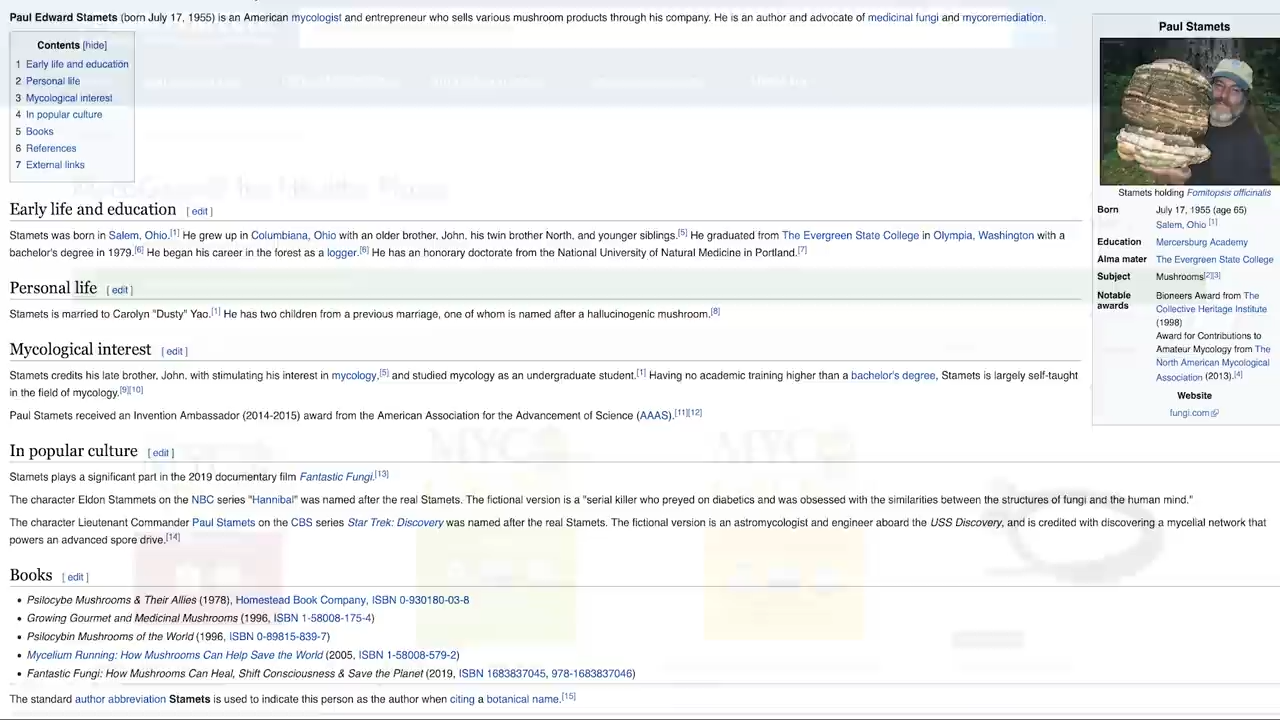 Paul Edward Stamets (born July 17, 1955) is an American mycologist and entrepreneur who sells various mushroom products through his company. He is an author and advocate of medicinal fungi and mycoremediation.
Contents [hide]
1 Early life and education
2 Personal life
3 Mycological interest
4 In popular culture
5 Books
6 References
7 External links
Early life and education [ edit ]
Stamets was born in Salem, Ohio.[1] He grew up in Columbiana, Ohio with an older brother, John, his twin brother North, and younger siblings.[5] He graduated from The Evergreen State College in Olympia, Washington with a
bachelor's degree in 1979.[6] He began his career in the forest as a logger.[6] He has an honorary doctorate from the National University of Natural Medicine in Portland.[7]
Personal life [ edit ]
Stamets is married to Carolyn "Dusty" Yao.[1] He has two children from a previous marriage, one of whom is named after a hallucinogenic mushroom.[8]
Mycological interest [ edit ]
Stamets credits his late brother, John, with stimulating his interest in mycology,[5] and studied mycology as an undergraduate student.[1] Having no academic training higher than a bachelor's degree, Stamets is largely self-taught
in the field of mycology.[9][10]
Paul Stamets received an Invention Ambassador (2014-2015) award from the American Association for the Advancement of Science (AAAS).[11][12]
In popular culture [ edit ]
Stamets plays a significant part in the 2019 documentary film Fantastic Fungi.[13]
The character Eldon Stammets on the NBC series "Hannibal" was named after the real Stamets. The fictional version is a "serial killer who preyed on diabetics and was obsessed with the similarities between the structures of fungi and the human mind."
The character Lieutenant Commander Paul Stamets on the CBS series Star Trek: Discovery was named after the real Stamets. The fictional version is an astromycologist and engineer aboard the USS Discovery, and is credited with discovering a mycelial network that
powers an advanced spore drive.[14]
Books [ edit ]
• Psilocybe Mushrooms & Their Allies (1978), Homestead Book Company, ISBN 0-930180-03-8
• Growing Gourmet and Medicinal Mushrooms (1996, ISBN 1-58008-175-4)
• Psilocybin Mushrooms of the World (1996, ISBN 0-89815-839-7)
• Mycelium Running: How Mushrooms Can Help Save the World (2005, ISBN 1-58008-579-2)
• Fantastic Fungi: How Mushrooms Can Heal, Shift Consciousness & Save the Planet (2019, ISBN 1683837045, 978-1683837046)
The standard author abbreviation Stamets is used to indicate this person as the author when citing a botanical name.[15]
Paul Stamets
Stamets holding Fomitopsis officinalis
Born July 17, 1955 (age 65)
Salem, Ohio [1]
Education Mercersburg Academy
Alma mater The Evergreen State College
Subject Mushrooms[2][3]
Notable awards Bioneers Award from The
Collective Heritage Institute
(1998)
Award for Contributions to
Amateur Mycology from The
North American Mycological
Association (2013).[4]
Website
fungi.com